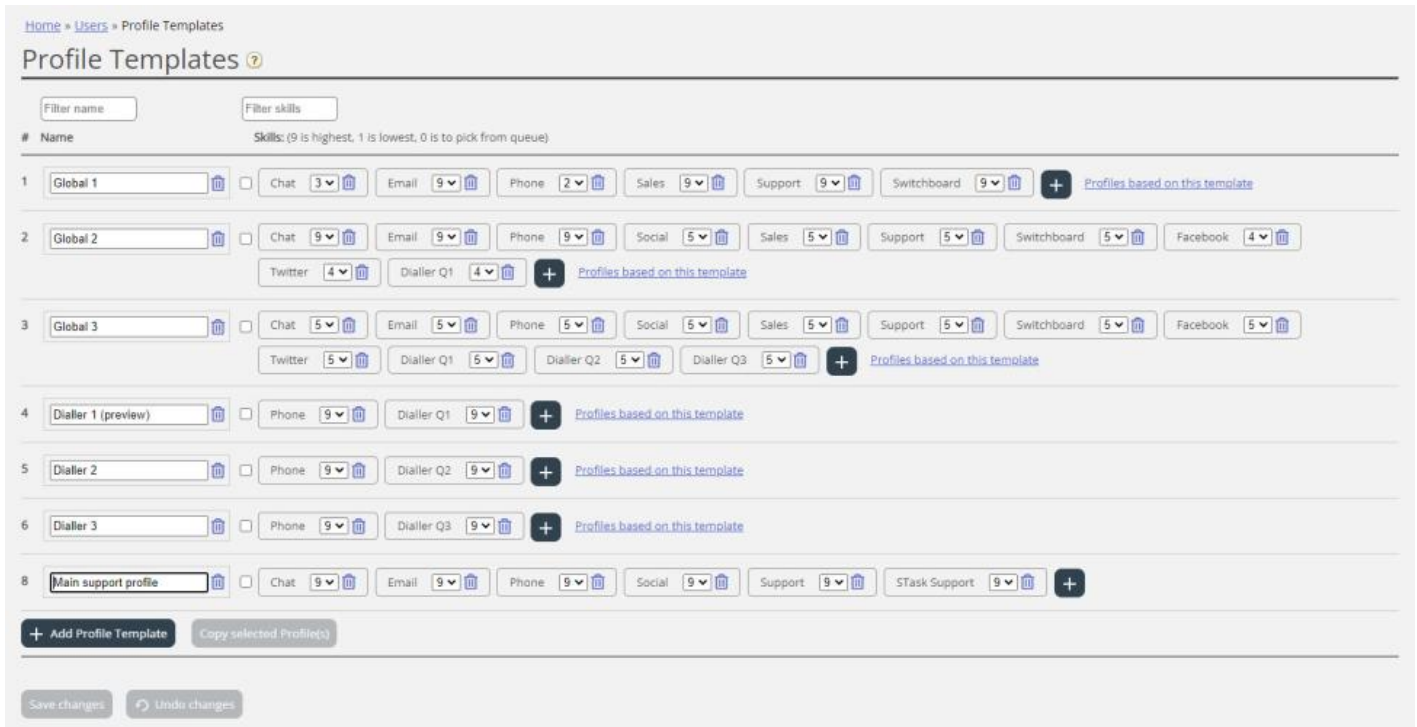 Home » Users » Profile Templates
Profile Templates ?
Filter name Filter skills
# Name Skills: (9 is highest, 1 is lowest, 0 is to pick from queue)
1 Global 1 Chat 3 Email 9 Phone 2 Sales 9 Support 9 Switchboard 9 + Profiles based on this template
2 Global 2 Chat 9 Email 9 Phone 9 Social 5 Sales 5 Support 5 Switchboard 5 Facebook 4
Twitter 4 Dialler Q1 4 + Profiles based on this template
3 Global 3 Chat 5 Email 5 Phone 5 Social 5 Sales 5 Support 5 Switchboard 5 Facebook 5
Twitter 5 Dialler Q1 5 Dialler Q2 5 Dialler Q3 5 + Profiles based on this template
4 Dialler 1 (preview) Phone 9 Dialler Q1 9 + Profiles based on this template
5 Dialler 2 Phone 9 Dialler Q2 9 + Profiles based on this template
6 Dialler 3 Phone 9 Dialler Q3 9 + Profiles based on this template
8 Main support profile Chat 9 Email 9 Phone 9 Social 9 Support 9 STask Support 9 +
+ Add Profile Template Copy selected Profile(s)
Save changes Undo changes